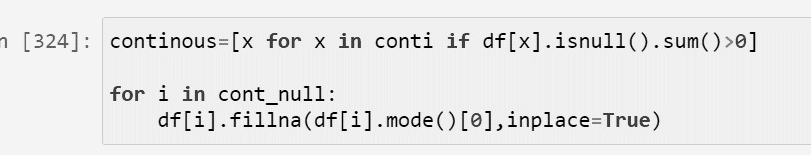 n [324]: continous=[x for x in conti if df[x].isnull().sum()>0]
for i in cont_null:
df[i].fillna(df[i].mode()[0],inplace=True)